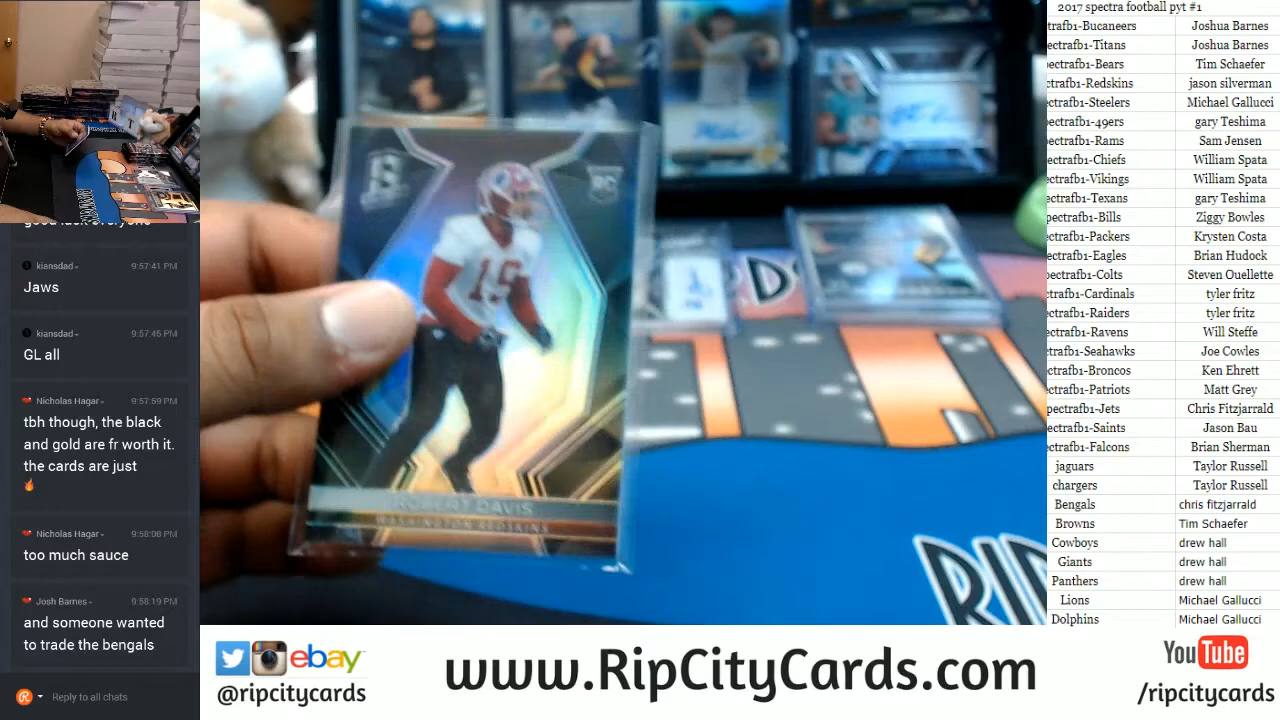 good luck everyone
kiansdad
9:57:41 PM
Jaws
kiansdad
9:57:45 PM
GL all
Nicholas Hagar
9:57:59 PM
tbh though, the black
and gold are fr worth it.
the cards are just
Nicholas Hagar
9:58:08 PM
too much sauce
Josh Barnes
9:58:19 PM
and someone wanted
to trade the bengals
Reply to all chats
RC
19
ROBERT DAVIS
WASHINGTON REDSKINS
RIP
ebay
@ripcitycards
www.RipCityCards.com
YouTube
/ripcitycards
2017 spectra football pyt #1
trafb1-Bucaneers Joshua Barnes
ectrafb1-Titans Joshua Barnes
ectrafb1-Bears Tim Schaefer
ectrafb1-Redskins jason silverman
ectrafb1-Steelers Michael Gallucci
ectrafb1-49ers gary Teshima
ectrafb1-Rams Sam Jensen
ectrafb1-Chiefs William Spata
ectrafb1-Vikings William Spata
ectrafb1-Texans gary Teshima
pectrafb1-Bills Ziggy Bowles
ectrafb1-Packers Krysten Costa
ectrafb1-Eagles Brian Hudock
pectrafb1-Colts Steven Ouellette
ctrafb1-Cardinals tyler fritz
ectrafb1-Raiders tyler fritz
ectrafb1-Ravens Will Steffe
ctrafb1-Seahawks Joe Cowles
ectrafb1-Broncos Ken Ehrett
ectrafb1-Patriots Matt Grey
pectrafb1-Jets Chris Fitzjarrald
ectrafb1-Saints Jason Bau
ectrafb1-Falcons Brian Sherman
jaguars Taylor Russell
chargers Taylor Russell
Bengals chris fitzjarrald
Browns Tim Schaefer
Cowboys drew hall
Giants drew hall
Panthers drew hall
Lions Michael Gallucci
Dolphins Michael Gallucci